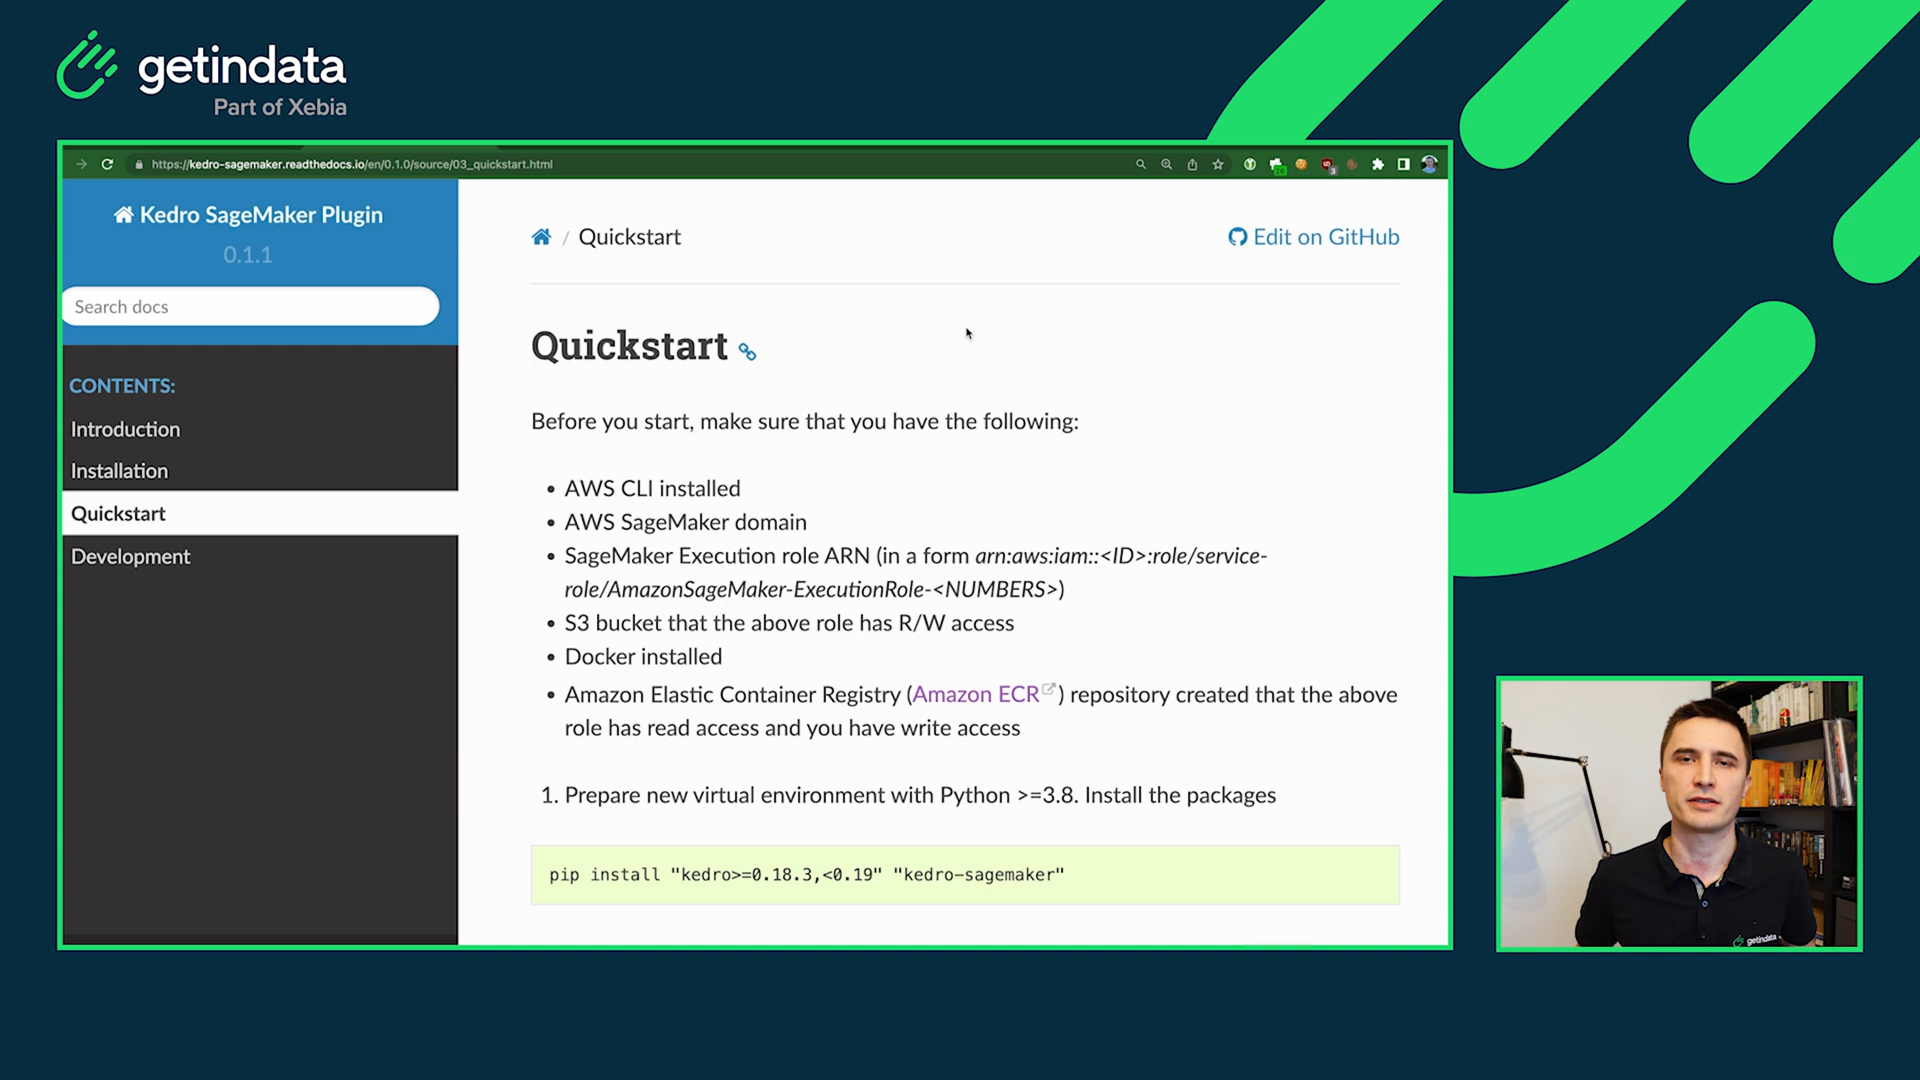 getindata
Part of Xebia
https://kedro-sagemaker.readthedocs.io/en/0.1.0/source/03_quickstart.html
Kedro SageMaker Plugin
0.1.1
Search docs
CONTENTS:
Introduction
Installation
Quickstart
Development
/ Quickstart
Edit on GitHub
Quickstart
Before you start, make sure that you have the following:
• AWS CLI installed
• AWS SageMaker domain
• SageMaker Execution role ARN (in a form arn:aws:iam::<ID>:role/service-
role/AmazonSageMaker-ExecutionRole-<NUMBERS>)
• S3 bucket that the above role has R/W access
• Docker installed
• Amazon Elastic Container Registry (Amazon ECR) repository created that the above
role has read access and you have write access
1. Prepare new virtual environment with Python >=3.8. Install the packages
pip install "kedro>=0.18.3,<0.19" "kedro-sagemaker"
getindata